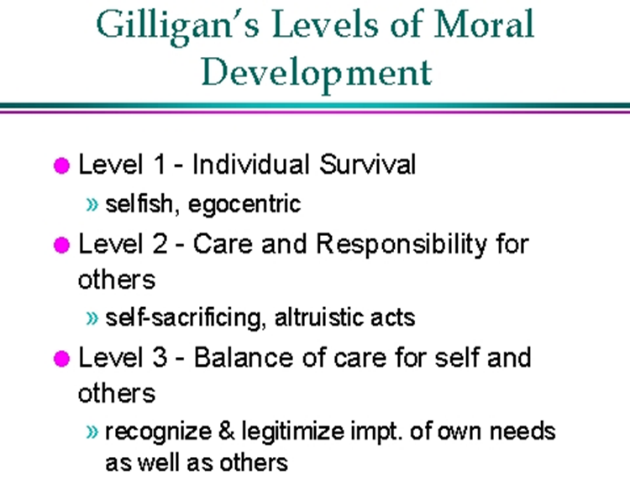 Gilligan's Levels of Moral
Development
● Level 1 - Individual Survival
» selfish, egocentric
● Level 2 - Care and Responsibility for
others
» self-sacrificing, altruistic acts
● Level 3 - Balance of care for self and
others
» recognize & legitimize impt. of own needs
as well as others